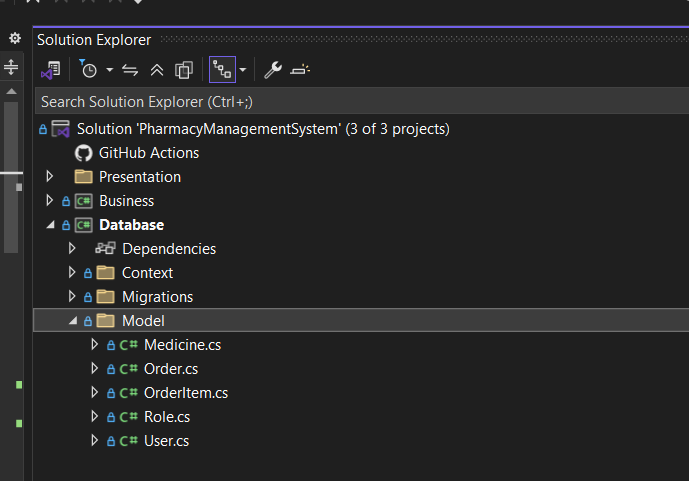 Solution Explorer
Search Solution Explorer (Ctrl+;)
Solution 'PharmacyManagementSystem' (3 of 3 projects)
GitHub Actions
Presentation
C# Business
C# Database
Dependencies
Context
Migrations
Model
C# Medicine.cs
C# Order.cs
C# OrderItem.cs
C# Role.cs
C# User.cs